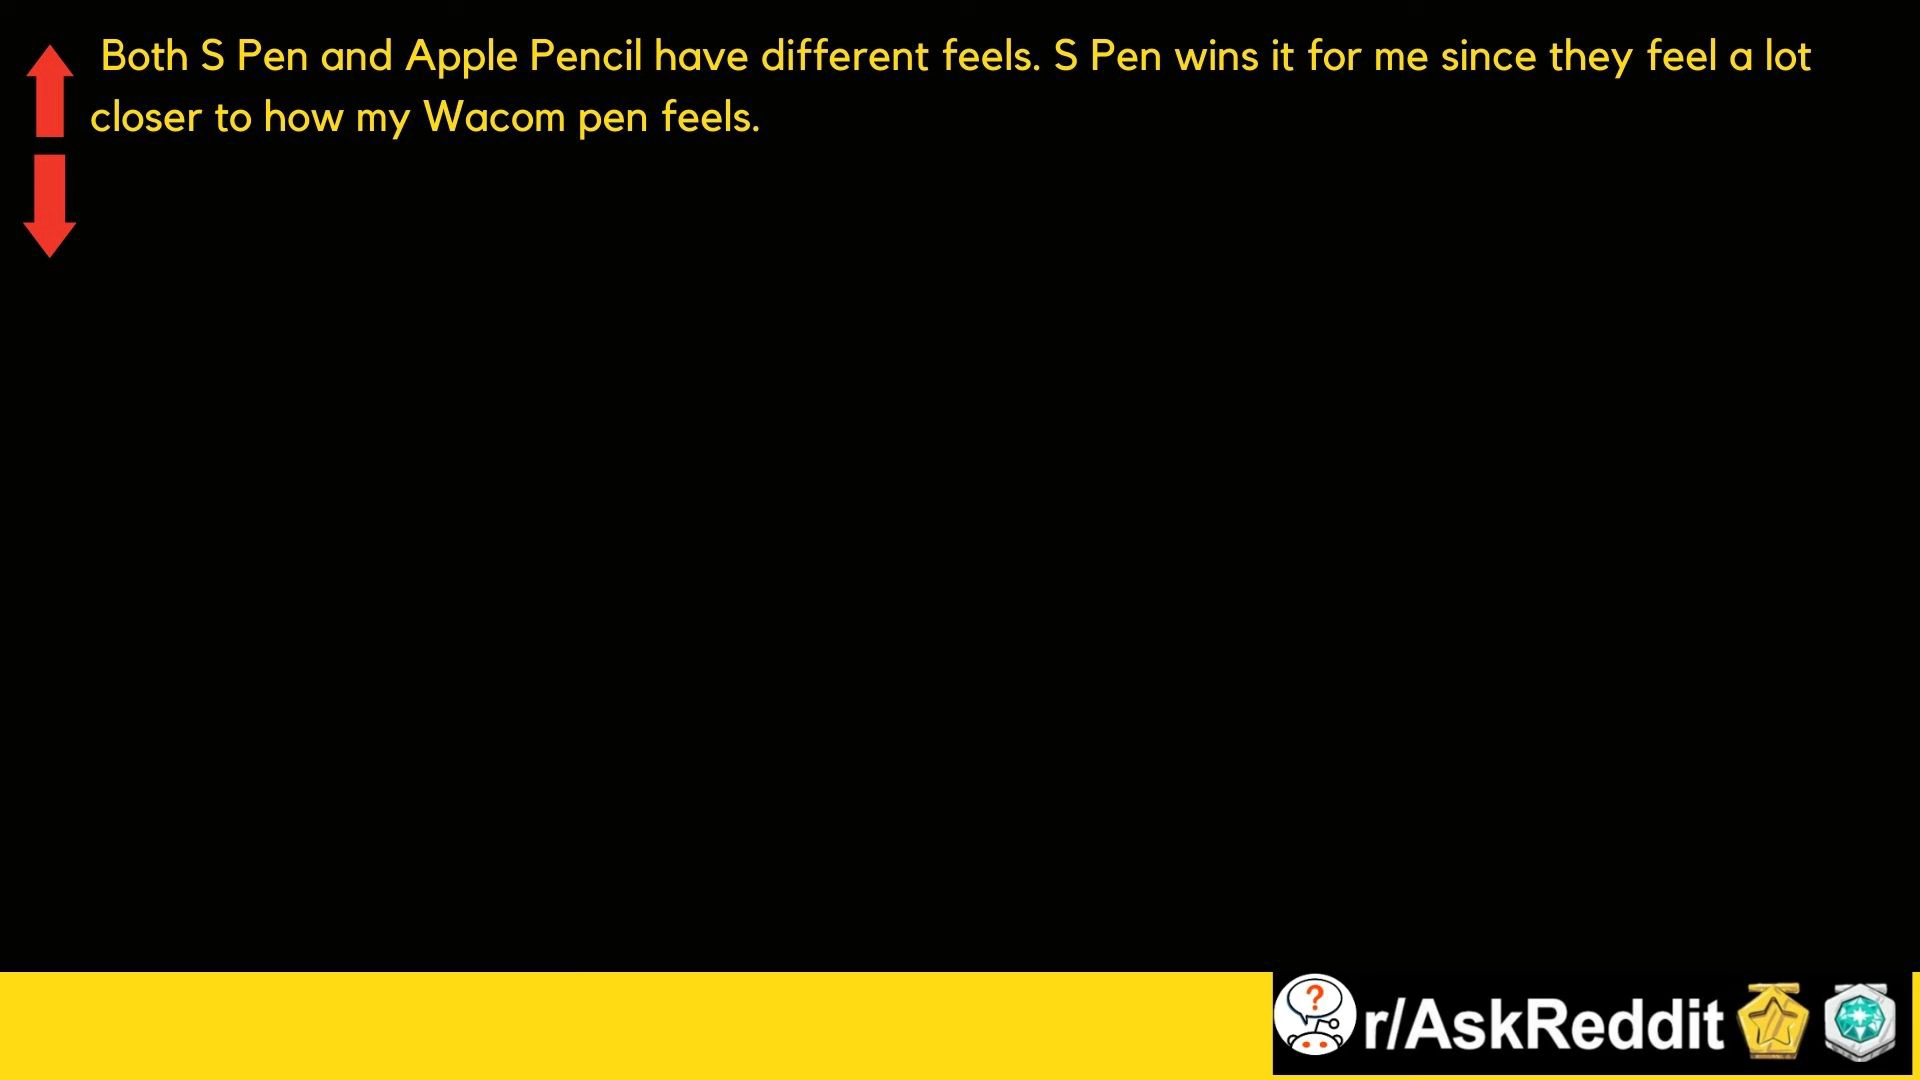 Both S Pen and Apple Pencil have different feels. S Pen wins it for me since they feel a lot
closer to how my Wacom pen feels.
?
r/AskReddit